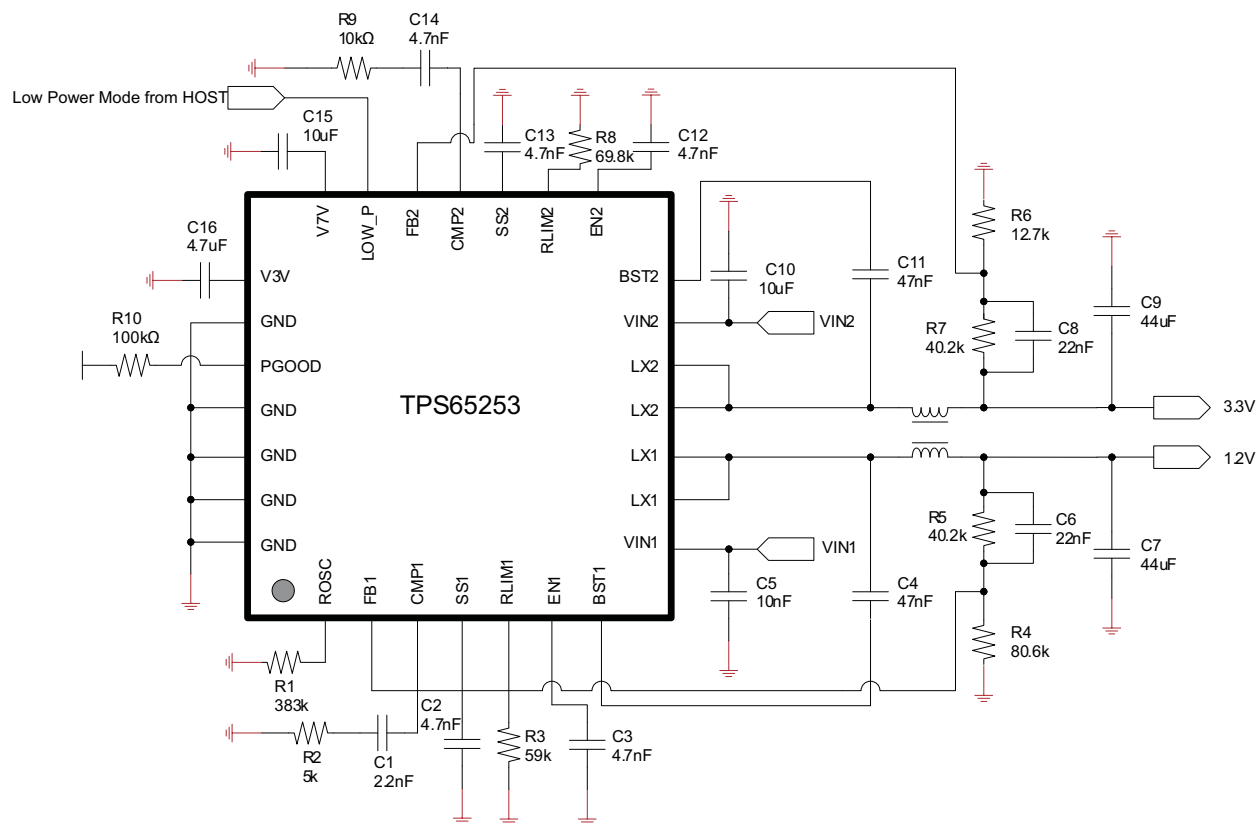 R9
10kΩ
C14
4.7nF
Low Power Mode from HOST
C15
10uF
C13
4.7nF
R8
69.8k
C12
4.7nF
V7V
LOW_P
FB2
CMP2
SS2
RLIM2
EN2
C16
4.7uF
R10
100kΩ
V3V
GND
PGOOD
GND
GND
GND
GND
TPS65253
BST2
VIN2
LX2
LX2
LX1
LX1
VIN1
ROSC
FB1
CMP1
SS1
RLIM1
EN1
BST1
C10
10uF
VIN2
C11
47nF
R6
12.7k
R7
40.2k
C8
22nF
C9
44uF
3.3V
1.2V
R5
40.2k
C6
22nF
C7
44uF
VIN1
C5
10nF
C4
47nF
R4
80.6k
R1
383k
R2
5k
C1
2.2nF
C2
4.7nF
R3
59k
C3
4.7nF